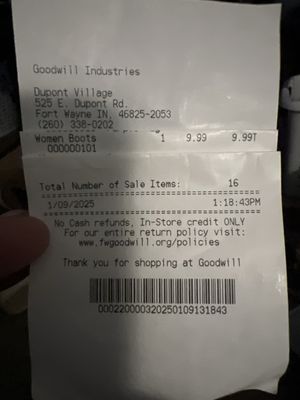 Goodwill Industries
Dupont Village
525 E. Dupont Rd.
Fort Wayne IN, 46825-2053
(260) 338-0202
Women Boots 1 9.99 9.99T
000000101
Total Number of Sale Items: 16
1/09/2025 1:18:43PM
No Cash refunds, In-Store credit ONLY
For our entire return policy visit:
www.fwgoodwill.org/policies
Thank you for shopping at Goodwill
000220000320250109131843